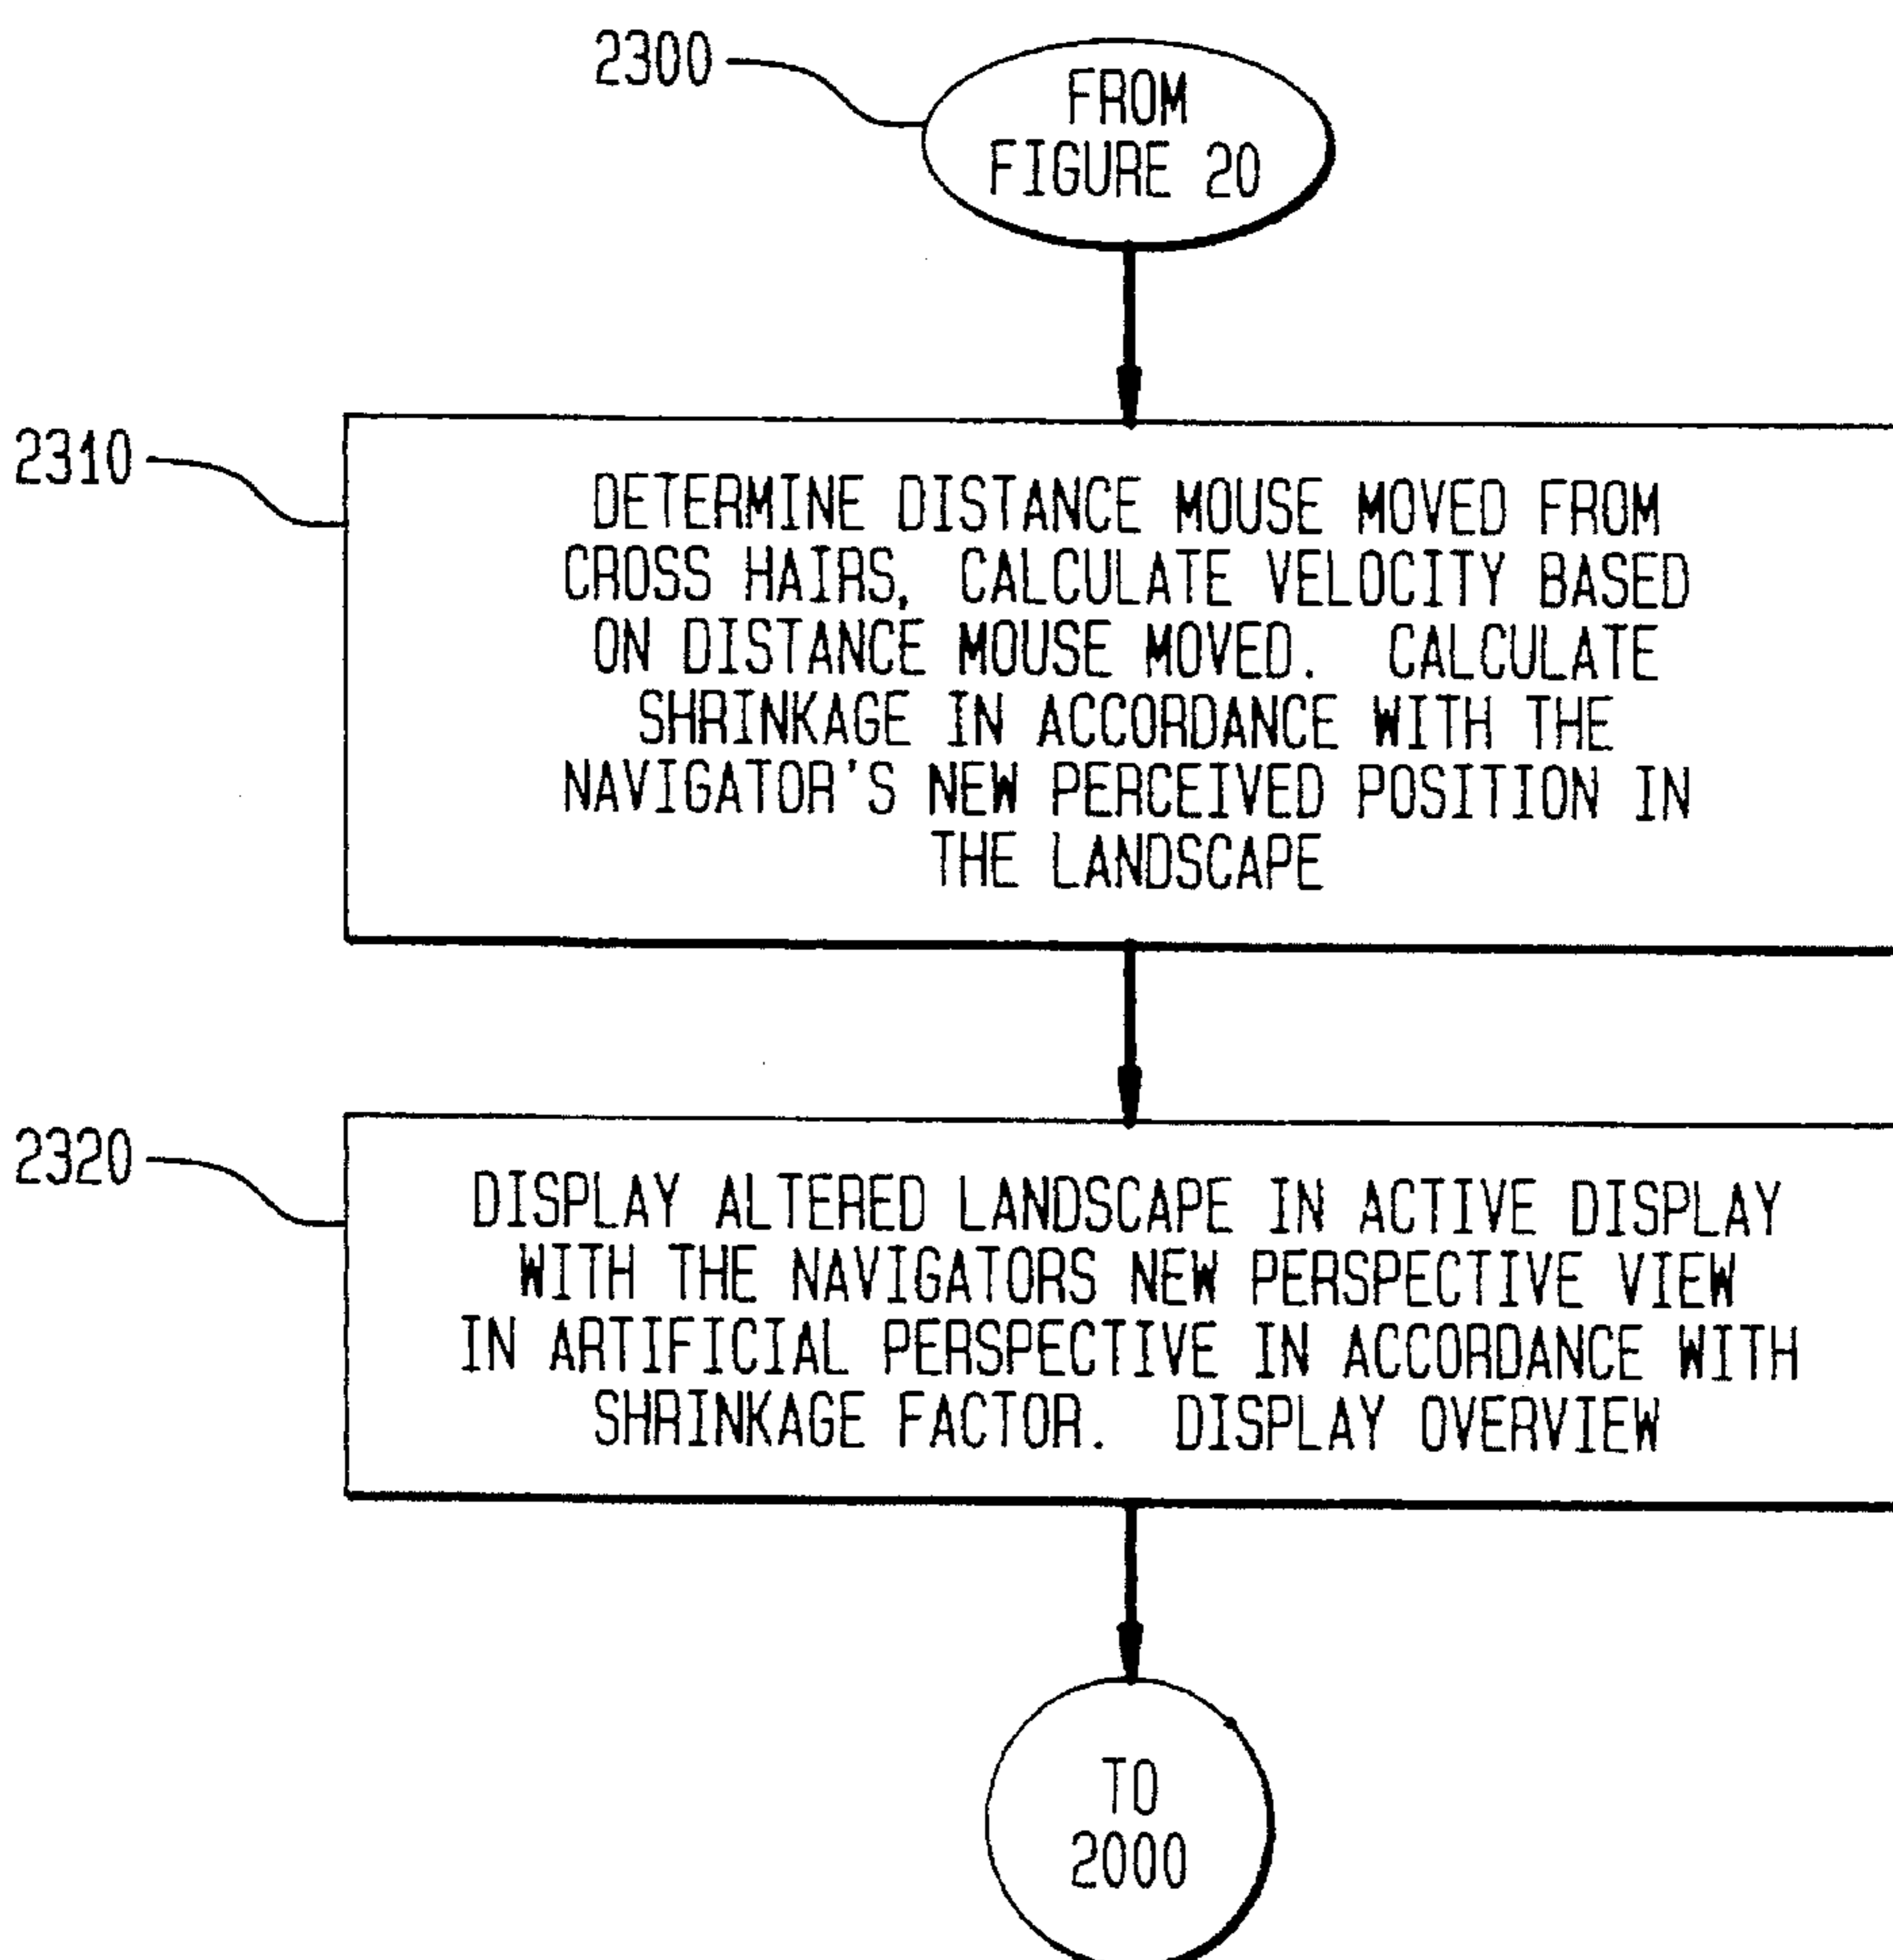 2300
FROM
FIGURE 20
2310
DETERMINE DISTANCE MOUSE MOVED FROM
CROSS HAIRS, CALCULATE VELOCITY BASED
ON DISTANCE MOUSE MOVED. CALCULATE
SHRINKAGE IN ACCORDANCE WITH THE
NAVIGATOR'S NEW PERCEIVED POSITION IN
THE LANDSCAPE
2320
DISPLAY ALTERED LANDSCAPE IN ACTIVE DISPLAY
WITH THE NAVIGATORS NEW PERSPECTIVE VIEW
IN ARTIFICIAL PERSPECTIVE IN ACCORDANCE WITH
SHRINKAGE FACTOR. DISPLAY OVERVIEW
TO
2000